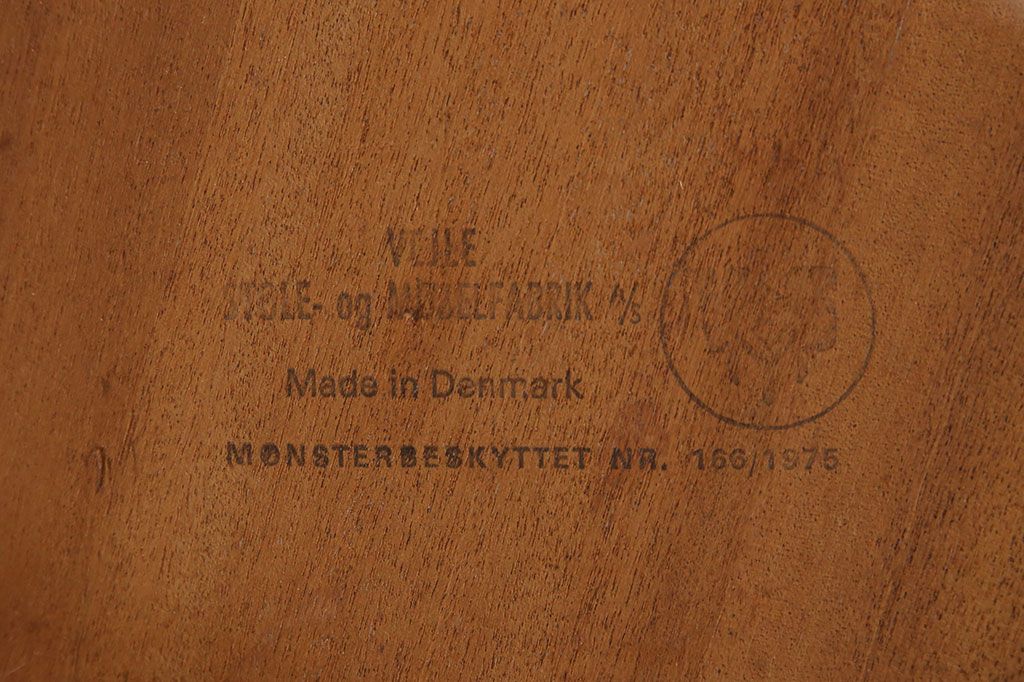 VEJLE
STOLE- og MØBELFABRIK A/S
Made in Denmark
MØNSTERBESKYTTET NR. 166/1975